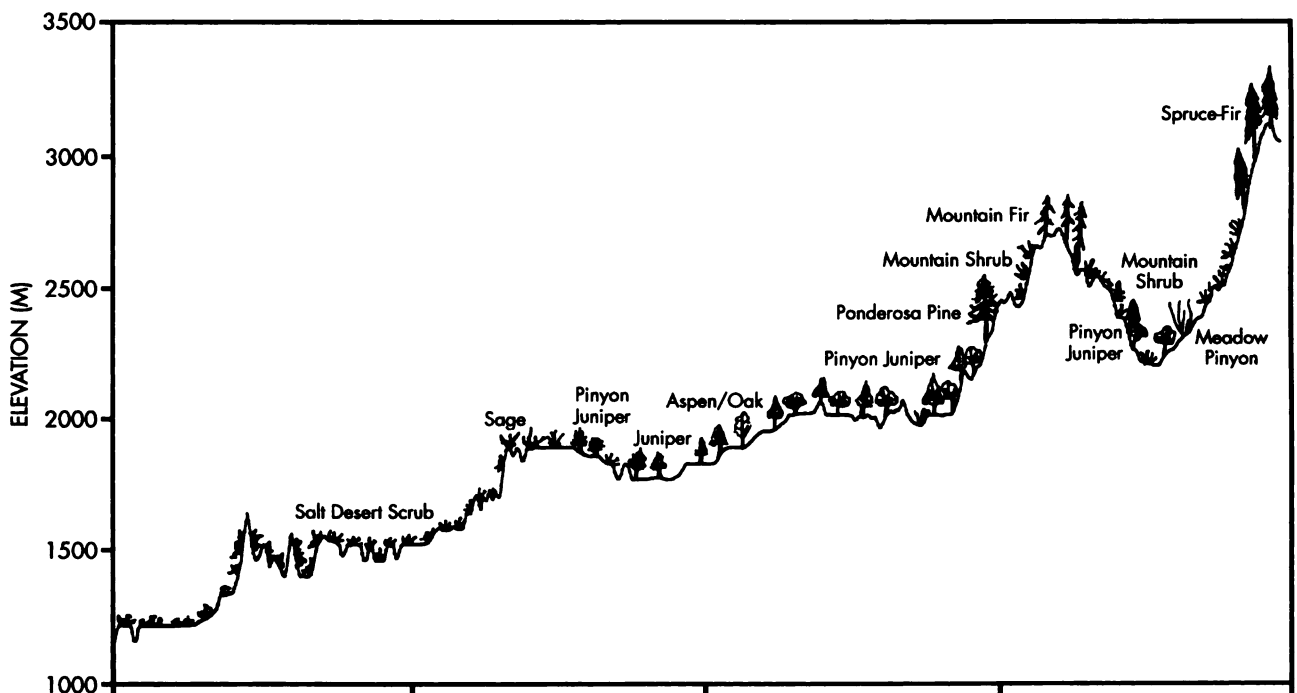 3500
3000
2500
2000
1500
1000
ELEVATION (M)
Spruce-Fir
Mountain Fir
Mountain Shrub
Mountain
Shrub
Ponderosa Pine
Pinyon
Juniper
Meadow
Pinyon
Pinyon Juniper
Pinyon
Juniper
Aspen/Oak
Sage
Juniper
Salt Desert Scrub